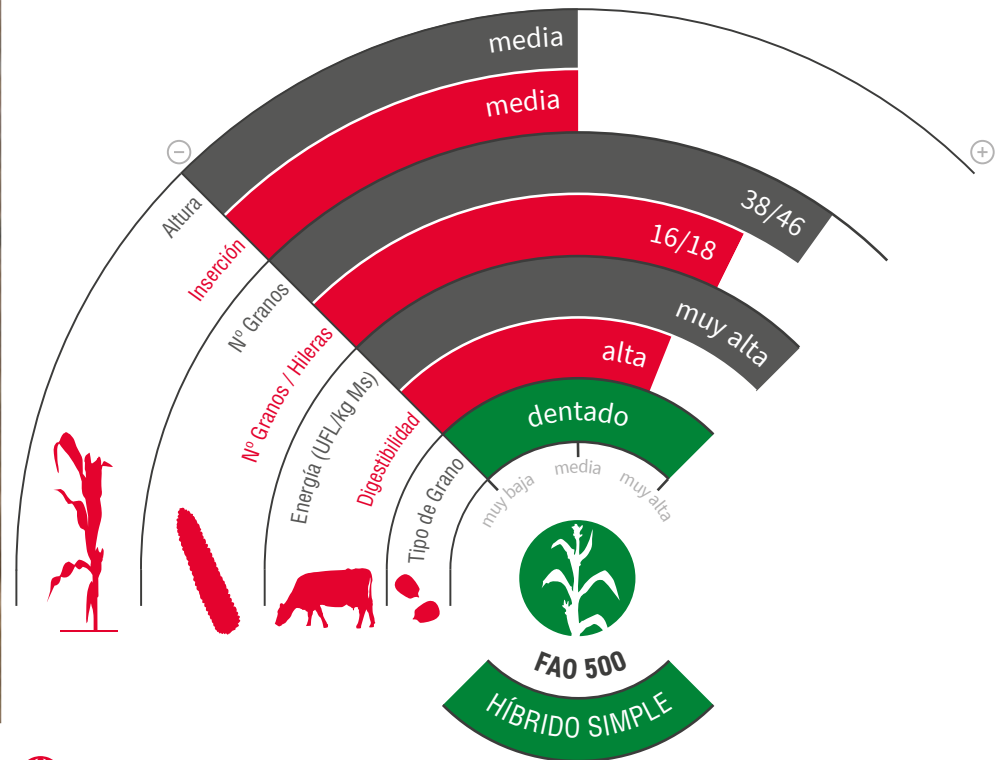 media
media
38/46
16/18
muy alta
alta
dentado
−
+
Altura
Inserción
Nº Granos
Nº Granos / Hileras
Energía (UFL/kg Ms)
Digestibilidad
Tipo de Grano
muy baja
media
muy alta
FAO 500
HÍBRIDO SIMPLE